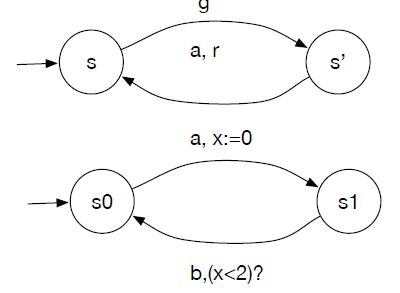 g
a, r
s
s’
a, x:=0
s0
s1
b,(x<2)?